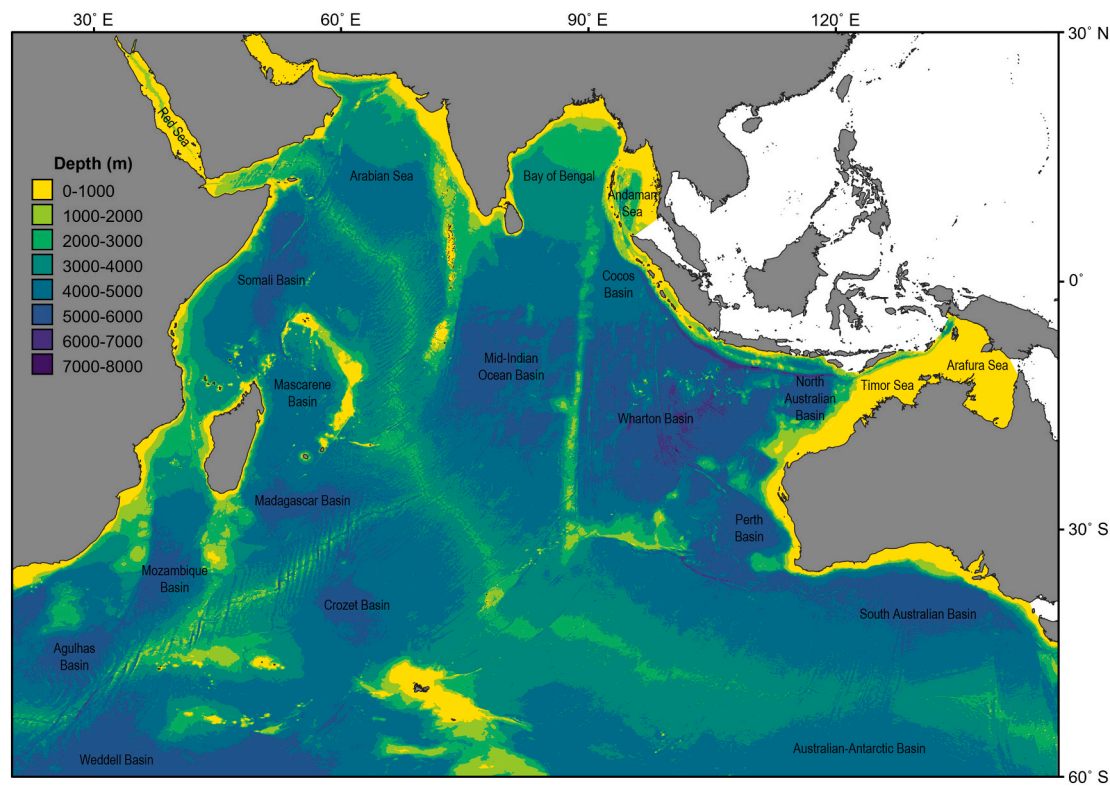 30° E
60° E
90° E
120° E
30° N
Red Sea
Depth (m)
0-1000
1000-2000
2000-3000
3000-4000
4000-5000
5000-6000
6000-7000
7000-8000
Arabian Sea
Bay of Bengal
Andaman
Sea
Somali Basin
Cocos
Basin
0°
Mid-Indian
Ocean Basin
Mascarene
Basin
Wharton Basin
North
Australian
Basin
Timor Sea
Arafura Sea
Madagascar Basin
Perth
Basin
30° S
Mozambique
Basin
Crozet Basin
South Australian Basin
Agulhas
Basin
Weddell Basin
Australian-Antarctic Basin
60° S